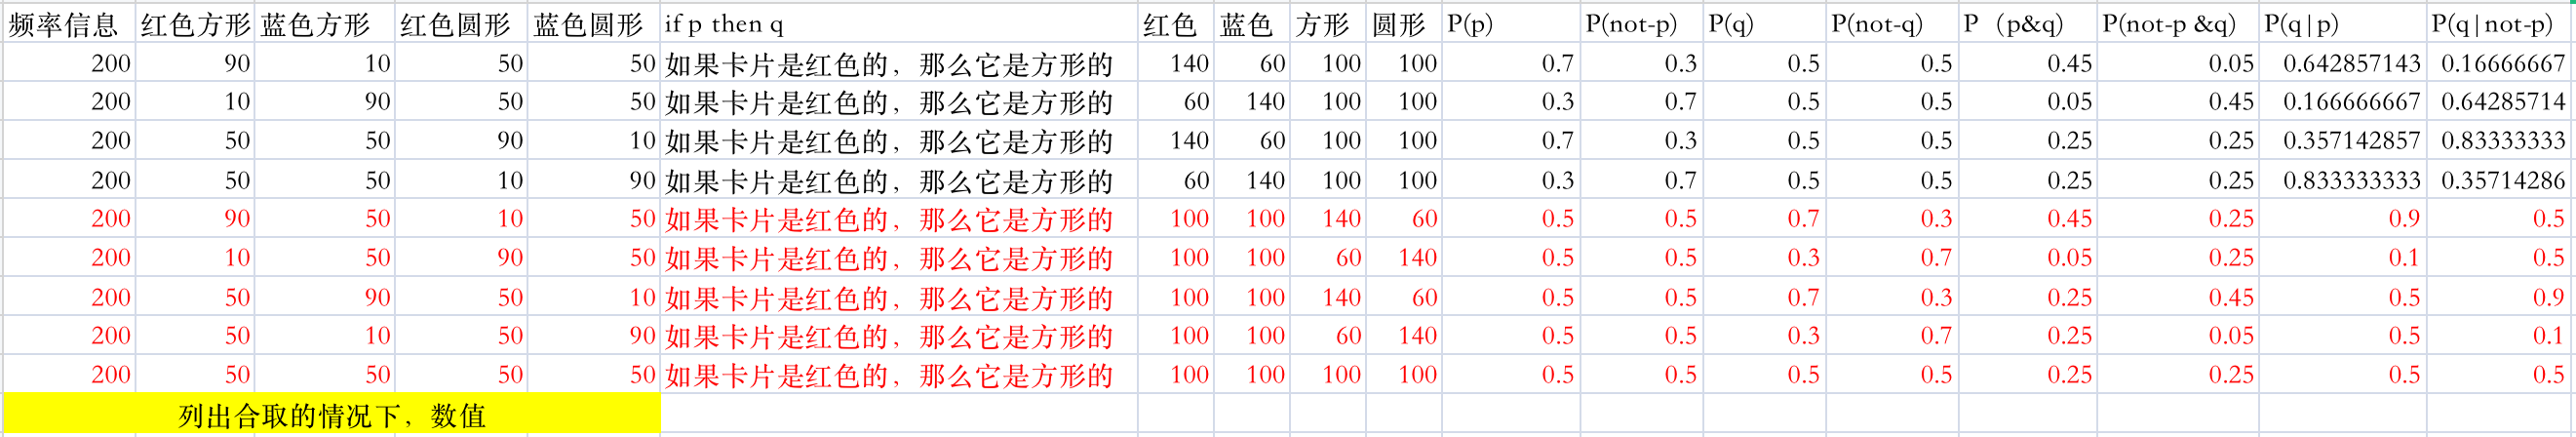 频率信息 红色方形 蓝色方形 红色圆形 蓝色圆形 if p then q 红色 蓝色 方形 圆形 P(p) P(not-p) P(q) P(not-q) P（p&q) P(not-p &q) P(q|p) P(q|not-p)
200 90 10 50 50 如果卡片是红色的，那么它是方形的 140 60 100 100 0.7 0.3 0.5 0.5 0.45 0.05 0.642857143 0.16666667
200 10 90 50 50 如果卡片是红色的，那么它是方形的 60 140 100 100 0.3 0.7 0.5 0.5 0.05 0.45 0.166666667 0.64285714
200 50 50 90 10 如果卡片是红色的，那么它是方形的 140 60 100 100 0.7 0.3 0.5 0.5 0.25 0.25 0.357142857 0.83333333
200 50 50 10 90 如果卡片是红色的，那么它是方形的 60 140 100 100 0.3 0.7 0.5 0.5 0.25 0.25 0.833333333 0.35714286
200 90 50 10 50 如果卡片是红色的，那么它是方形的 100 100 140 60 0.5 0.5 0.7 0.3 0.45 0.25 0.9 0.5
200 10 50 90 50 如果卡片是红色的，那么它是方形的 100 100 60 140 0.5 0.5 0.3 0.7 0.05 0.25 0.1 0.5
200 50 90 50 10 如果卡片是红色的，那么它是方形的 100 100 140 60 0.5 0.5 0.7 0.3 0.25 0.45 0.5 0.9
200 50 10 50 90 如果卡片是红色的，那么它是方形的 100 100 60 140 0.5 0.5 0.3 0.7 0.25 0.05 0.5 0.1
200 50 50 50 50 如果卡片是红色的，那么它是方形的 100 100 100 100 0.5 0.5 0.5 0.5 0.25 0.25 0.5 0.5
列出合取的情况下，数值